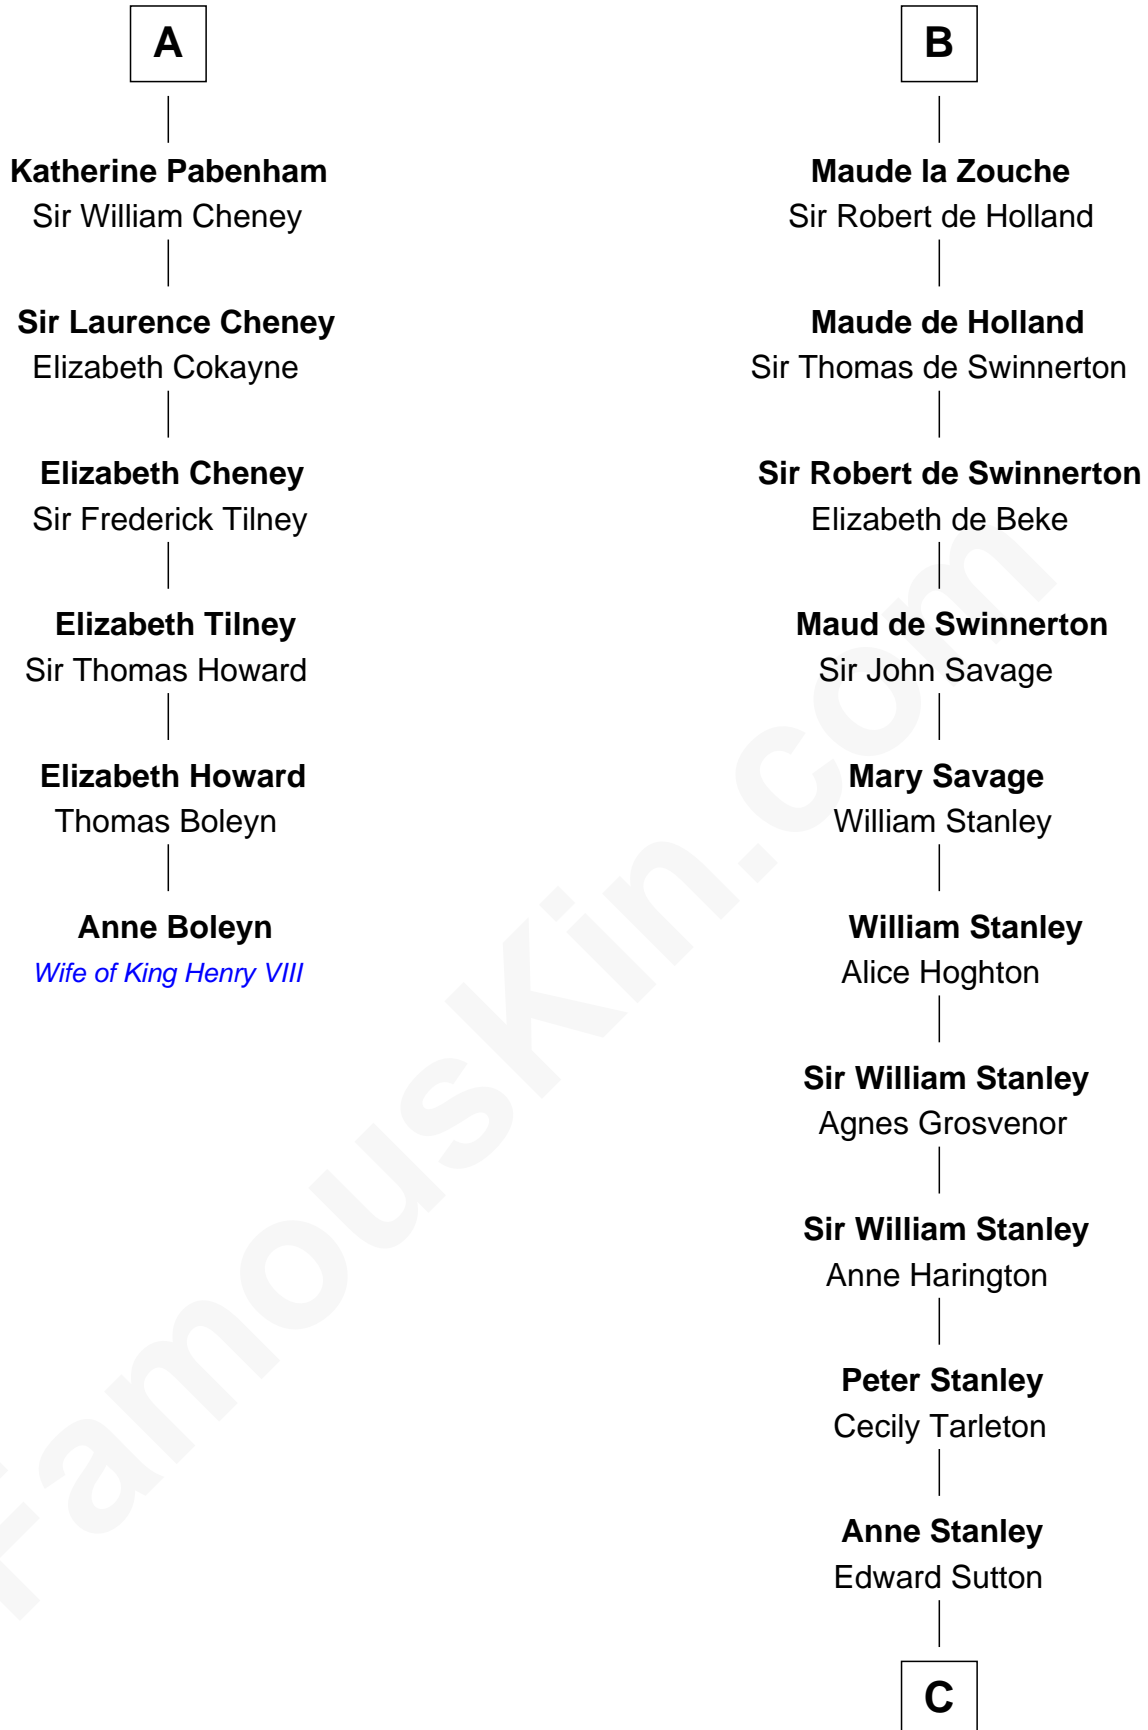 A
Katherine Pabenham
Sir William Cheney
Sir Laurence Cheney
Elizabeth Cokayne
Elizabeth Cheney
Sir Frederick Tilney
Elizabeth Tilney
Sir Thomas Howard
Elizabeth Howard
Thomas Boleyn
Anne Boleyn
Wife of King Henry VIII
B
Maude la Zouche
Sir Robert de Holland
Maude de Holland
Sir Thomas de Swinnerton
Sir Robert de Swinnerton
Elizabeth de Beke
Maud de Swinnerton
Sir John Savage
Mary Savage
William Stanley
William Stanley
Alice Hoghton
Sir William Stanley
Agnes Grosvenor
Sir William Stanley
Anne Harington
Peter Stanley
Cecily Tarleton
Anne Stanley
Edward Sutton
C
FamousKin.com